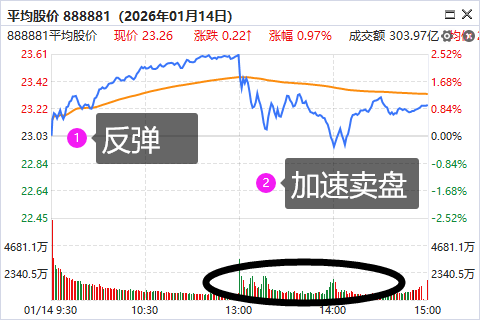 平均股价 888881（2026年01月14日）
888881平均股价 现价 23.26 涨跌 0.22↑ 涨幅 0.97% 成交额 303.97亿
23.61 2.52%
23.42 1.68%
23.22 0.84%
23.03 0.00%
1 反弹
22.84 -0.84%
2 加速卖盘
22.64 -1.68%
22.45 -2.52%
4681.1万 4681.1万
2340.5万 2340.5万
01/14 9:30 10:30 13:00 14:00 15:00